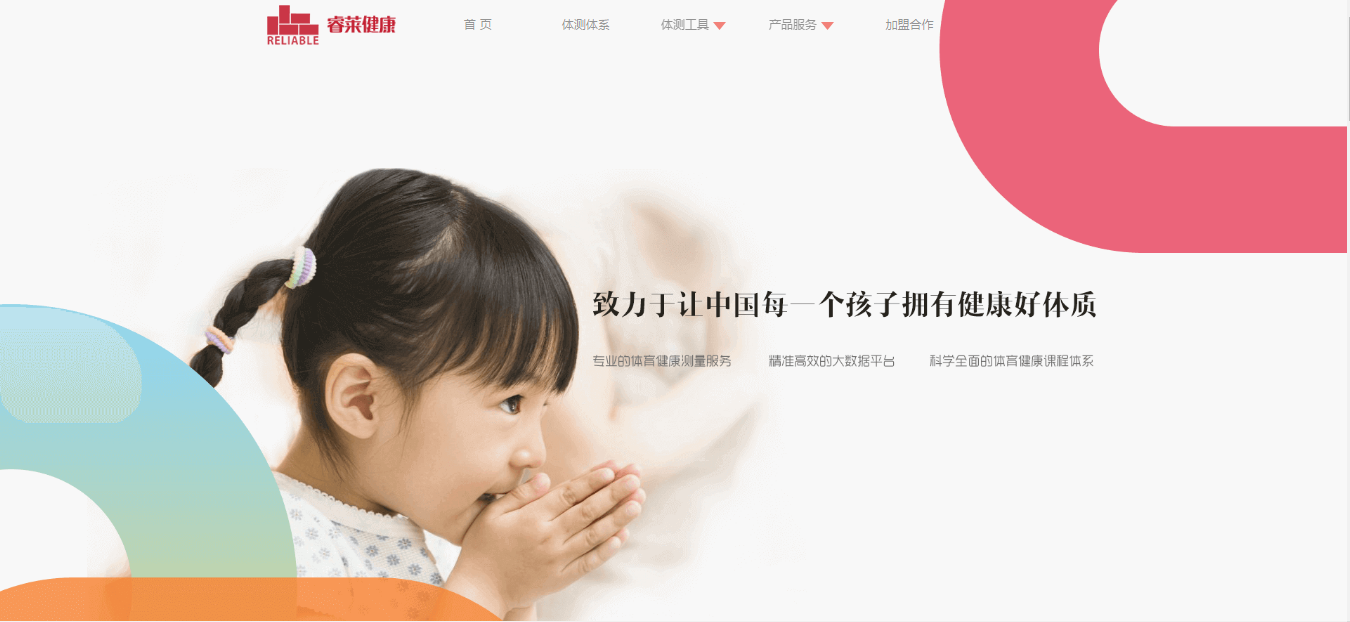 睿莱健康
RELIABLE
首 页 体测体系 体测工具 产品服务 加盟合作
致力于让中国每一个孩子拥有健康好体质
专业的体育健康测量服务 精准高效的大数据平台 科学全面的体育健康课程体系